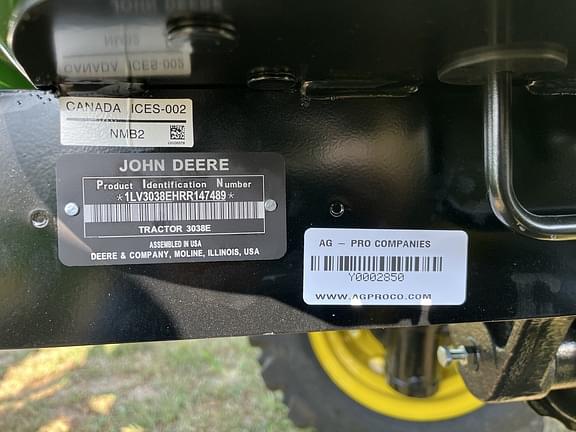 CANADA ICES-002
NMB2
JOHN DEERE
Product Identification Number
*1LV3038EHRR147489*
TRACTOR 3038E
ASSEMBLED IN USA
DEERE & COMPANY, MOLINE, ILLINOIS, USA
AG - PRO COMPANIES
Y0002850
WWW.AGPROCO.COM